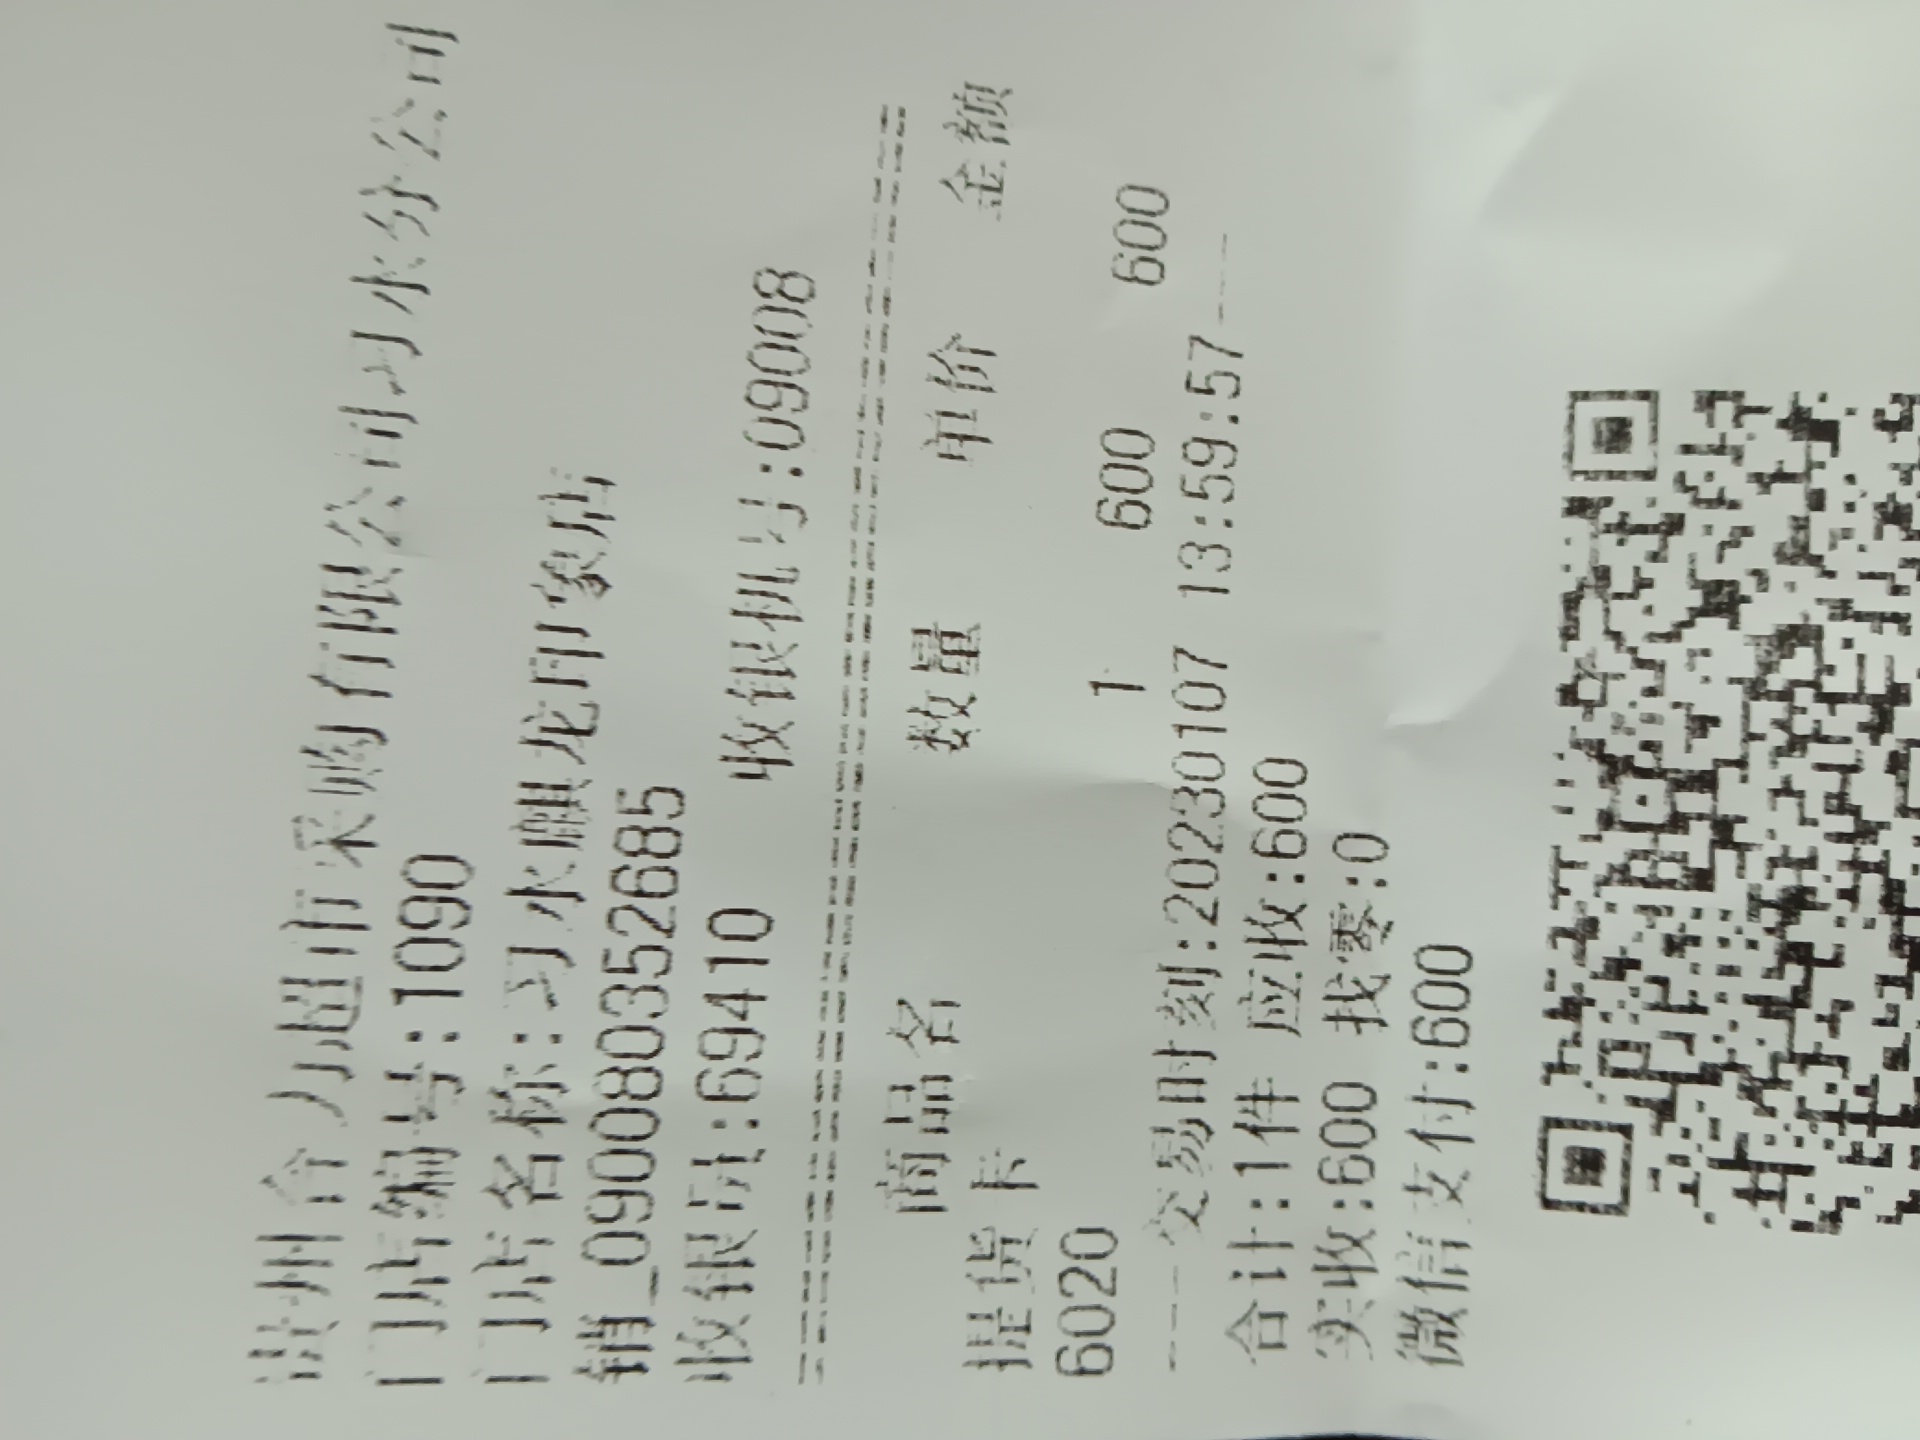 贵州合力超市采购有限公司习水分公司
门店编号:1090
门店名称:习水麒龙印象店
销_090080352685
收银员:69410 收银机号:09008
================================
商品名 数量 单价 金额
提货卡
6020 1 600 600
----交易时刻:20230107 13:59:57----
合计:1件 应收:600
实收:600 找零:0
微信支付:600